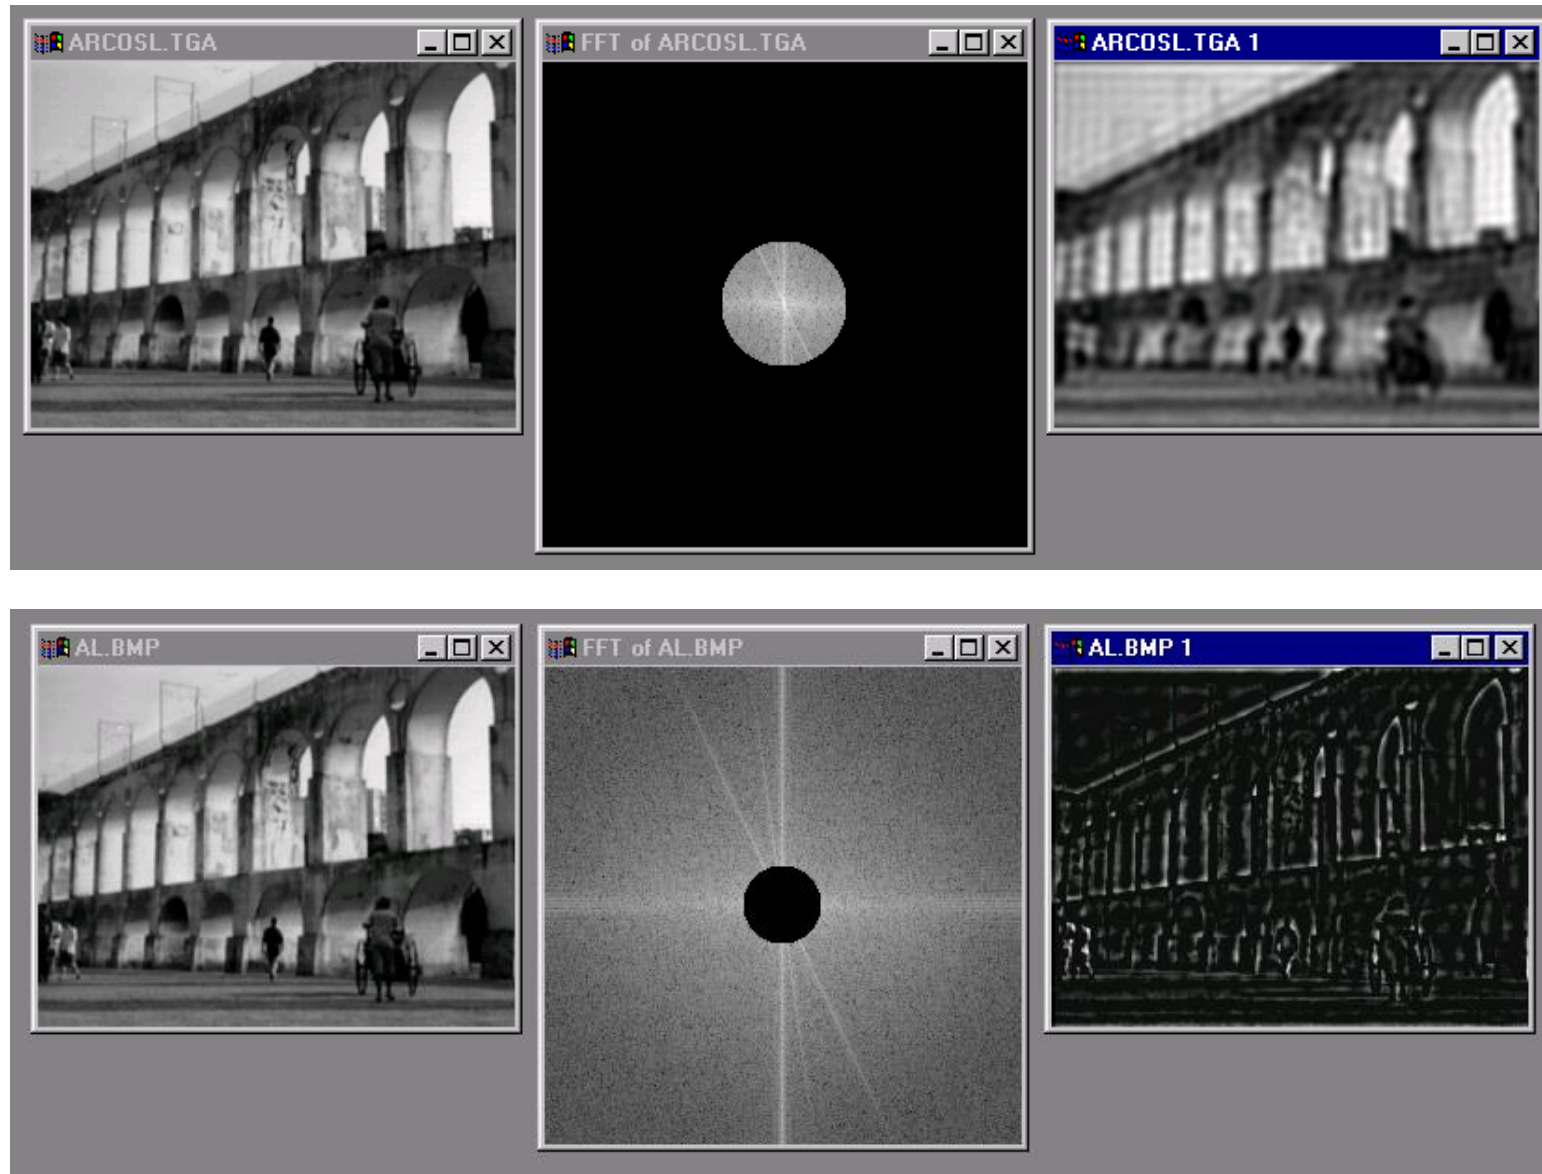 ARCOSL.TGA
FFT of ARCOSL.TGA
ARCOSL.TGA 1
AL.BMP
FFT of AL.BMP
AL.BMP 1